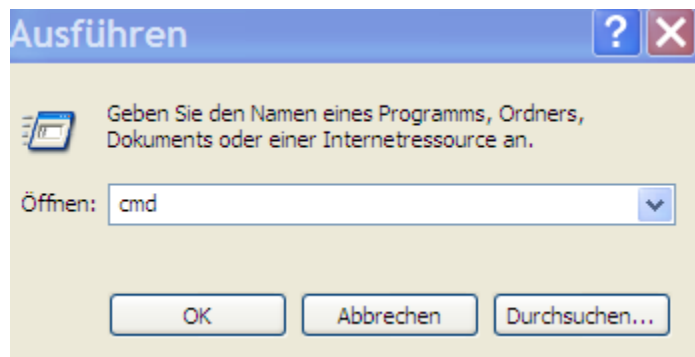 Ausführen
Geben Sie den Namen eines Programms, Ordners,
Dokuments oder einer Internetressource an.
Öffnen: cmd
OK Abbrechen Durchsuchen...